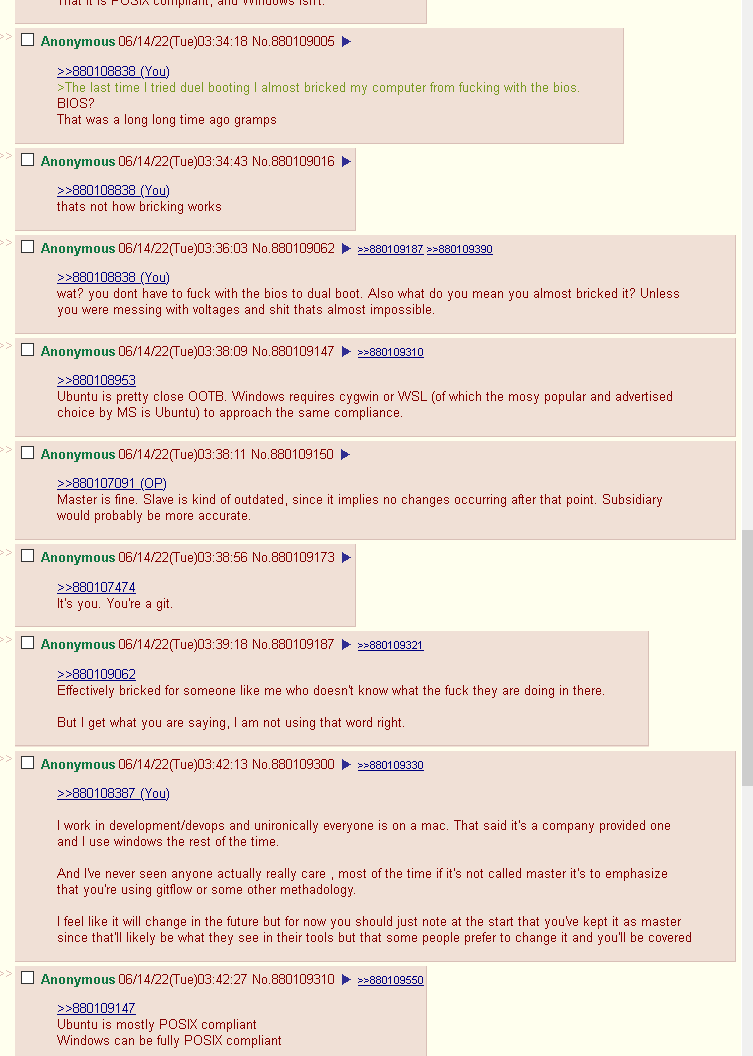 That it is POSIX compliant, and Windows isn't.
>> Anonymous 06/14/22(Tue)03:34:18 No.880109005 ▶
>>880108838 (You)
>The last time I tried duel booting I almost bricked my computer from fucking with the bios.
BIOS?
That was a long long time ago gramps
>> Anonymous 06/14/22(Tue)03:34:43 No.880109016 ▶
>>880108838 (You)
thats not how bricking works
>> Anonymous 06/14/22(Tue)03:36:03 No.880109062 ▶ >>880109187 >>880109390
>>880108838 (You)
wat? you dont have to fuck with the bios to dual boot. Also what do you mean you almost bricked it? Unless
you were messing with voltages and shit thats almost impossible.
>> Anonymous 06/14/22(Tue)03:38:09 No.880109147 ▶ >>880109310
>>880108953
Ubuntu is pretty close OOTB. Windows requires cygwin or WSL (of which the mosy popular and advertised
choice by MS is Ubuntu) to approach the same compliance.
>> Anonymous 06/14/22(Tue)03:38:11 No.880109150 ▶
>>880107091 (OP)
Master is fine. Slave is kind of outdated, since it implies no changes occurring after that point. Subsidiary
would probably be more accurate.
>> Anonymous 06/14/22(Tue)03:38:56 No.880109173 ▶
>>880107474
It's you. You're a git.
>> Anonymous 06/14/22(Tue)03:39:18 No.880109187 ▶ >>880109321
>>880109062
Effectively bricked for someone like me who doesn't know what the fuck they are doing in there.
But I get what you are saying, I am not using that word right.
>> Anonymous 06/14/22(Tue)03:42:13 No.880109300 ▶ >>880109330
>>880108387 (You)
I work in development/devops and unironically everyone is on a mac. That said it's a company provided one
and I use windows the rest of the time.
And I've never seen anyone actually really care , most of the time if it's not called master it's to emphasize
that you're using gitflow or some other methadology.
I feel like it will change in the future but for now you should just note at the start that you've kept it as master
since that'll likely be what they see in their tools but that some people prefer to change it and you'll be covered
>> Anonymous 06/14/22(Tue)03:42:27 No.880109310 ▶ >>880109550
>>880109147
Ubuntu is mostly POSIX compliant
Windows can be fully POSIX compliant